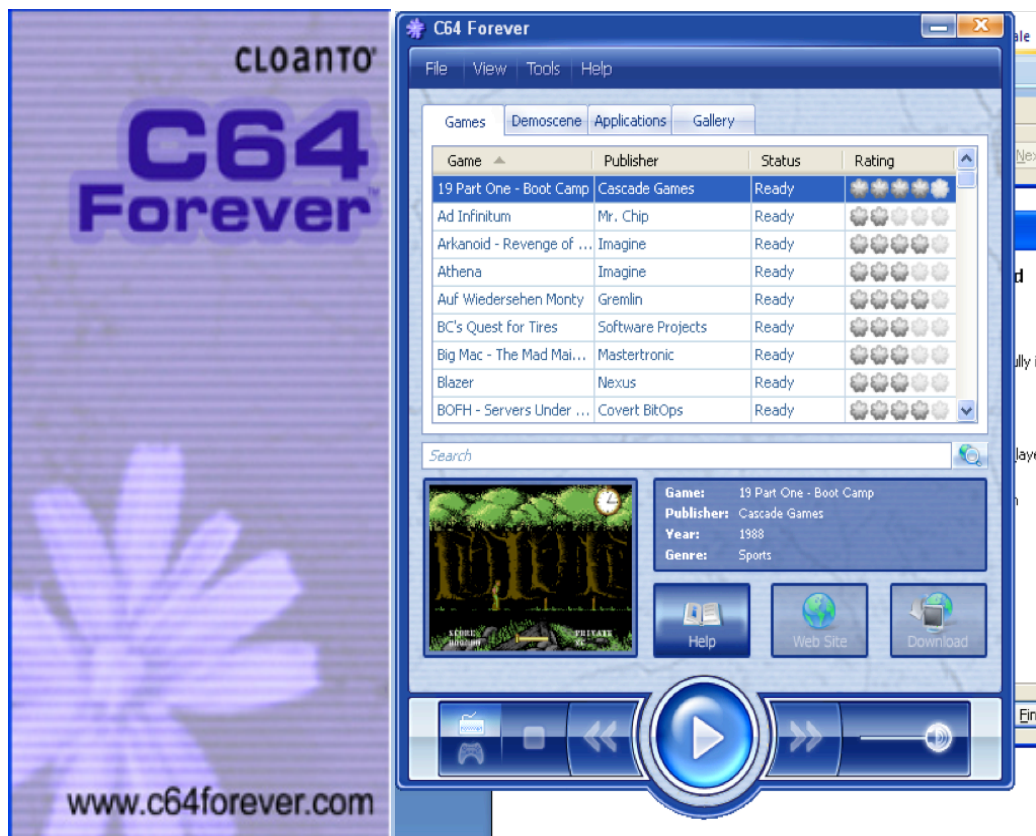 CLOANTO
C64
Forever™
www.c64forever.com
C64 Forever
File View Tools Help
Games Demoscene Applications Gallery
Game Publisher Status Rating
19 Part One - Boot Camp Cascade Games Ready
Ad Infinitum Mr. Chip Ready
Arkanoid - Revenge of ... Imagine Ready
Athena Imagine Ready
Auf Wiedersehen Monty Gremlin Ready
BC's Quest for Tires Software Projects Ready
Big Mac - The Mad Mai... Mastertronic Ready
Blazer Nexus Ready
BOFH - Servers Under ... Covert BitOps Ready
Search
Game: 19 Part One - Boot Camp
Publisher: Cascade Games
Year: 1988
Genre: Sports
SCORE PRIVATE
Help Web Site Download